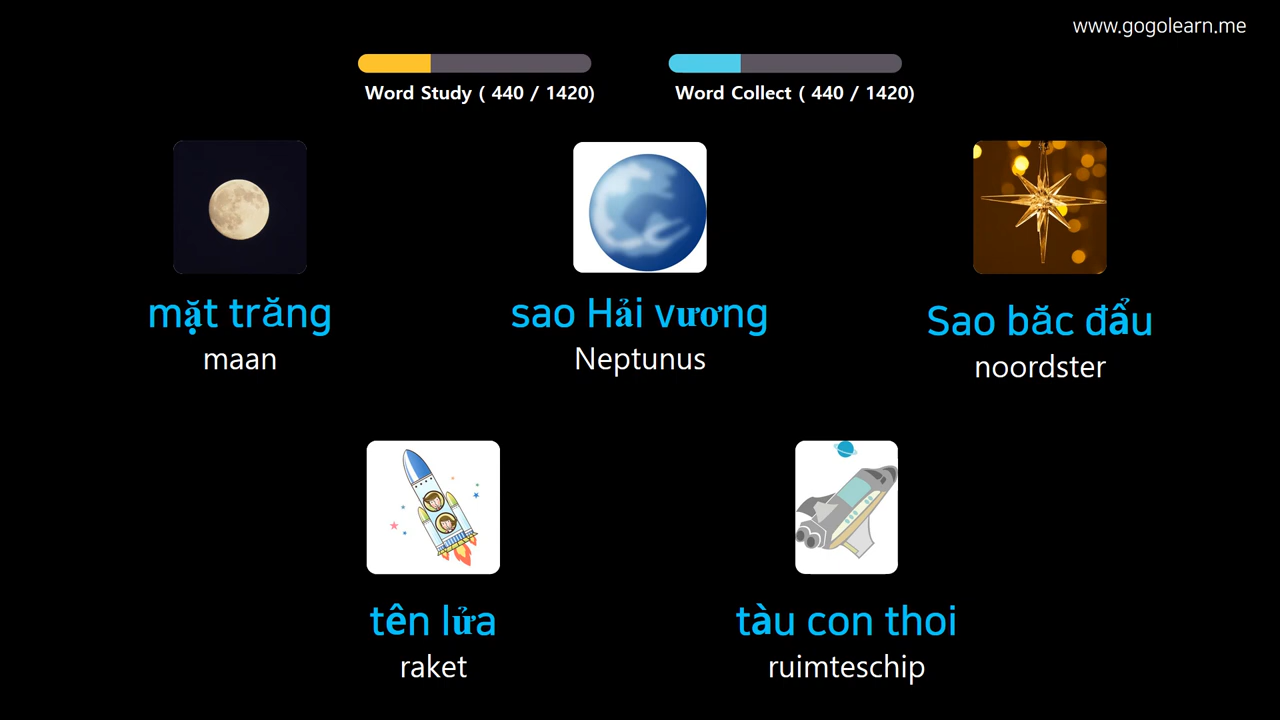 www.gogolearn.me
Word Study ( 440 / 1420)
Word Collect ( 440 / 1420)
mặt trăng
maan
sao Hải vương
Neptunus
Sao băc đẩu
noordster
tên lửa
raket
tàu con thoi
ruimteschip